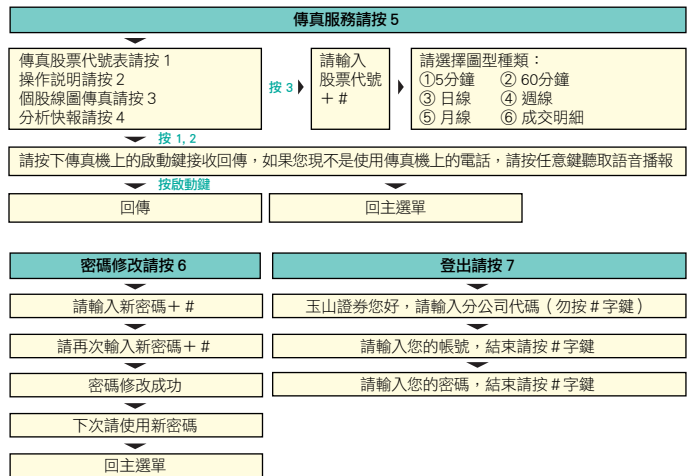 傳真服務請按 5
傳真股票代號表請按 1
操作説明請按 2
個股線圖傳真請按 3
分析快報請按 4
按 3
請輸入
股票代號
＋ #
請選擇圖型種類：
①5分鐘 ② 60分鐘
③ 日線 ④ 週線
⑤ 月線 ⑥ 成交明細
按 1, 2
請按下傳真機上的啟動鍵接收回傳，如果您現不是使用傳真機上的電話，請按任意鍵聽取語音播報
按啟動鍵
回傳
回主選單
密碼修改請按 6
請輸入新密碼＋ #
請再次輸入新密碼＋ #
密碼修改成功
下次請使用新密碼
回主選單
登出請按 7
玉山證券您好，請輸入分公司代碼（勿按 # 字鍵）
請輸入您的帳號，結束請按 # 字鍵
請輸入您的密碼，結束請按 # 字鍵